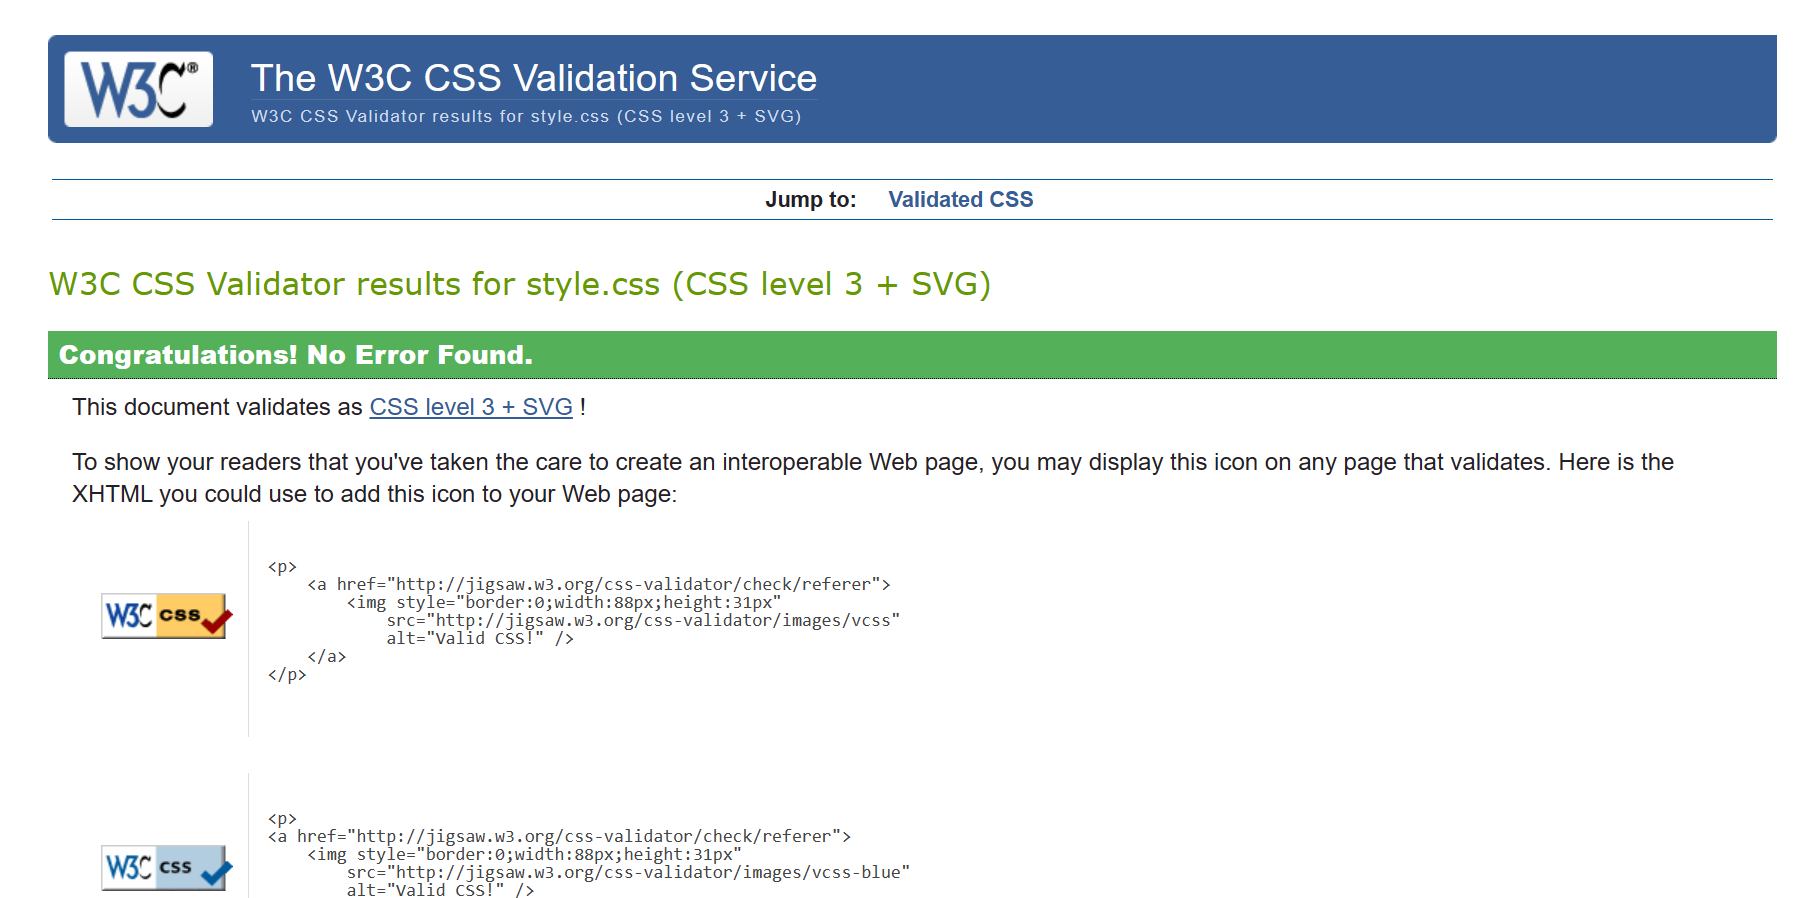 W3C®
The W3C CSS Validation Service
W3C CSS Validator results for style.css (CSS level 3 + SVG)
Jump to: Validated CSS
W3C CSS Validator results for style.css (CSS level 3 + SVG)
Congratulations! No Error Found.
This document validates as CSS level 3 + SVG !
To show your readers that you've taken the care to create an interoperable Web page, you may display this icon on any page that validates. Here is the
XHTML you could use to add this icon to your Web page:
<p>
<a href="http://jigsaw.w3.org/css-validator/check/referer">
<img style="border:0;width:88px;height:31px"
W3C css
src="http://jigsaw.w3.org/css-validator/images/vcss"
alt="Valid CSS!" />
</a>
</p>
<p>
<a href="http://jigsaw.w3.org/css-validator/check/referer">
<img style="border:0;width:88px;height:31px"
W3C css
src="http://jigsaw.w3.org/css-validator/images/vcss-blue"
alt="Valid CSS!" />